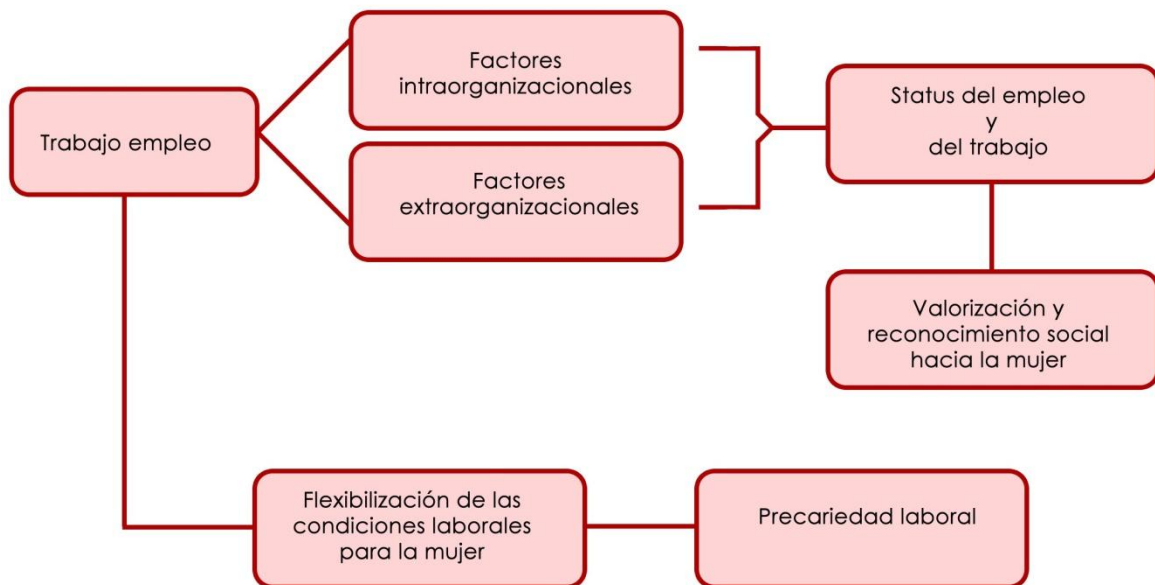 Trabajo empleo
Factores
intraorganizacionales
Factores
extraorganizacionales
Status del empleo
y
del trabajo
Valorización y
reconocimiento social
hacia la mujer
Flexibilización de las
condiciones laborales
para la mujer
Precariedad laboral